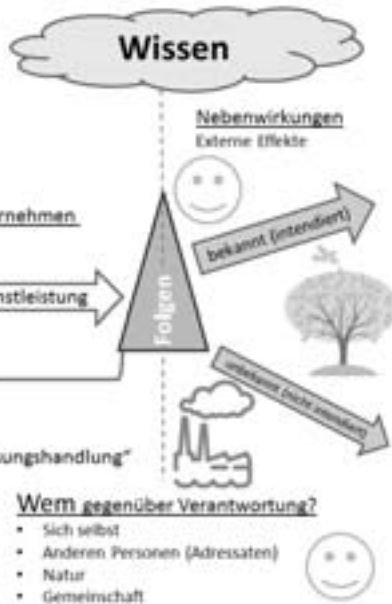 Wissen
Nebenwirkungen
Externe Effekte
rnehmen
bekannt (intendiert)
nstleistung
Folgen
unbekannt (nicht intendiert)
ungshandlung"
Wem gegenüber Verantwortung?
• Sich selbst
• Anderen Personen (Adressaten)
• Natur
• Gemeinschaft